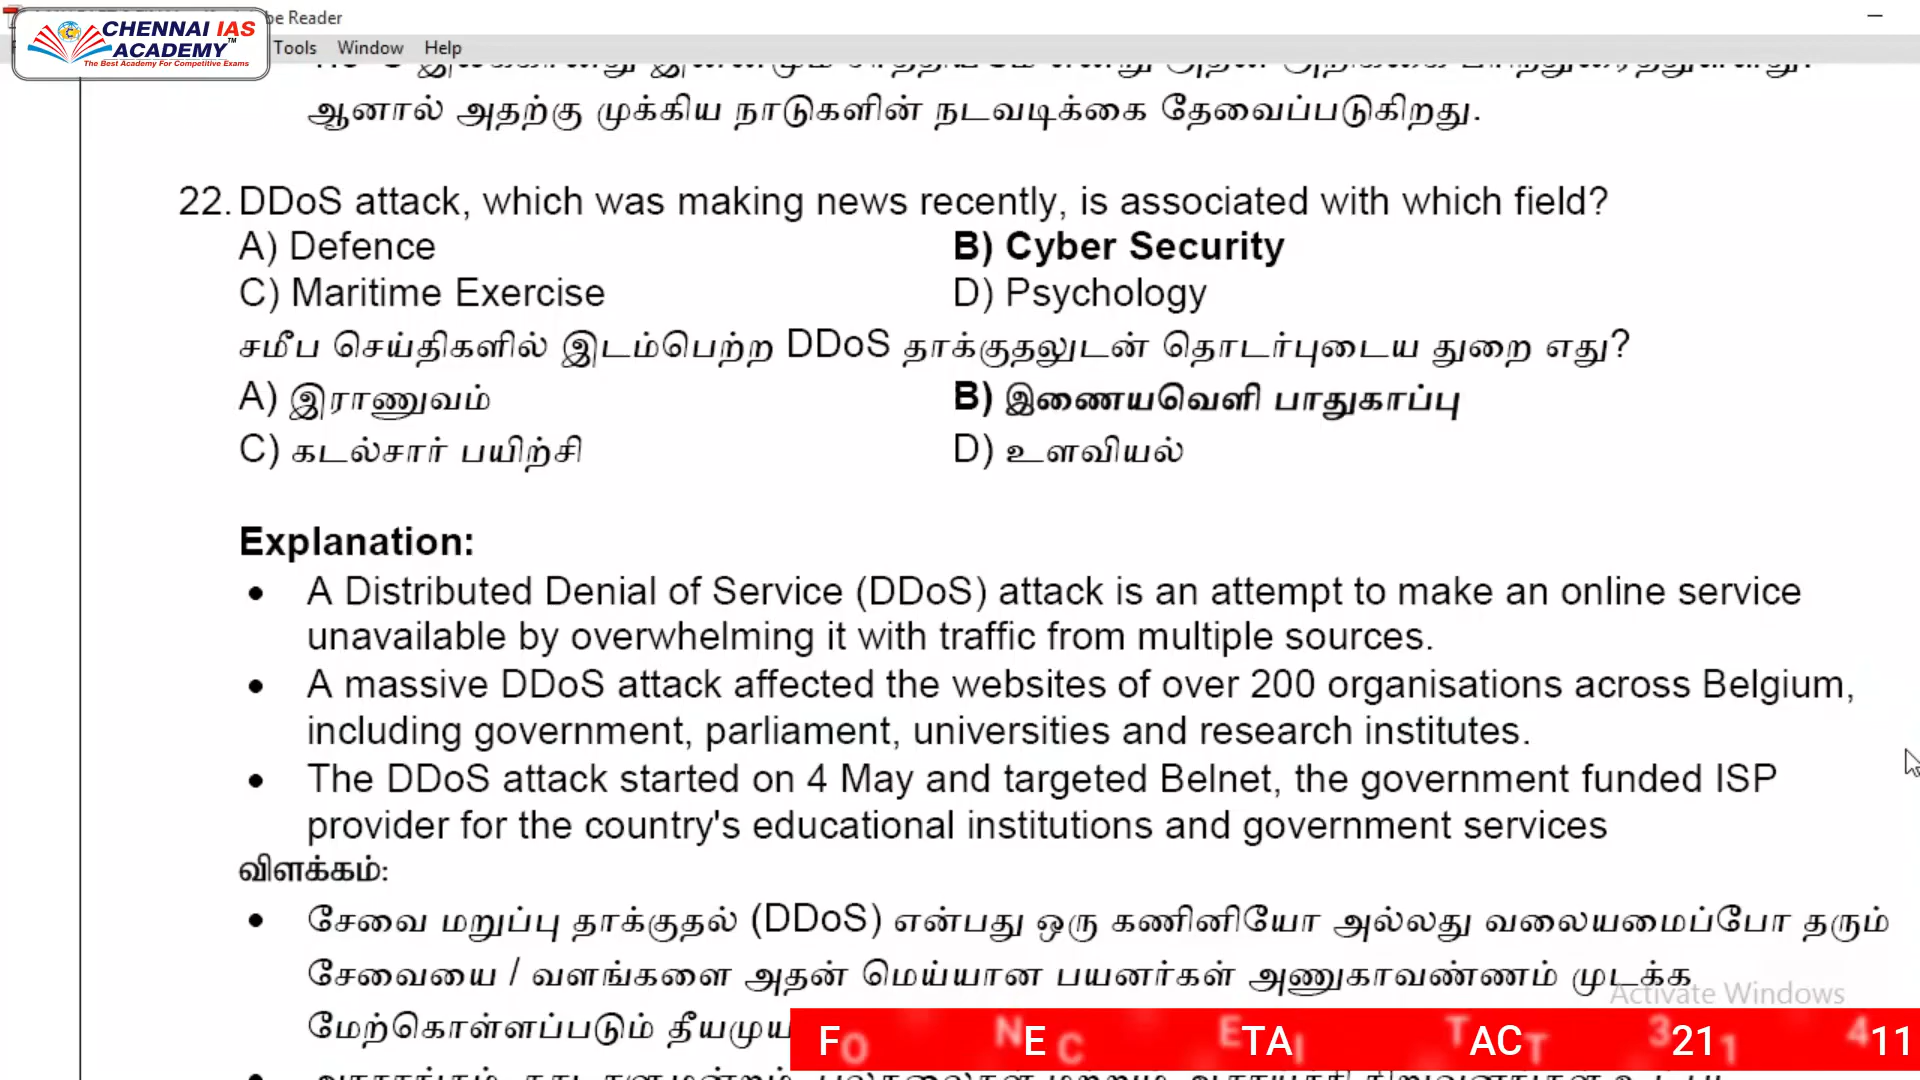 CHENNAI IAS
ACADEMY™
The Best Academy For Competitive Exams
be Reader
Tools Window Help
ஆனால் அதற்கு முக்கிய நாடுகளின் நடவடிக்கை தேவைப்படுகிறது.
22. DDoS attack, which was making news recently, is associated with which field?
A) Defence B) Cyber Security
C) Maritime Exercise D) Psychology
சமீப செய்திகளில் இடம்பெற்ற DDoS தாக்குதலுடன் தொடர்புடைய துறை எது?
A) இராணுவம் B) இணையவெளி பாதுகாப்பு
C) கடல்சார் பயிற்சி D) உளவியல்
Explanation:
• A Distributed Denial of Service (DDoS) attack is an attempt to make an online service
unavailable by overwhelming it with traffic from multiple sources.
• A massive DDoS attack affected the websites of over 200 organisations across Belgium,
including government, parliament, universities and research institutes.
• The DDoS attack started on 4 May and targeted Belnet, the government funded ISP
provider for the country's educational institutions and government services
விளக்கம்:
• சேவை மறுப்பு தாக்குதல் (DDoS) என்பது ஒரு கணினியோ அல்லது வலையமைப்போ தரும்
சேவையை / வளங்களை அதன் மெய்யான பயனர்கள் அணுகாவண்ணம் முடக்க
Activate Windows
மேற்கொள்ளப்படும்